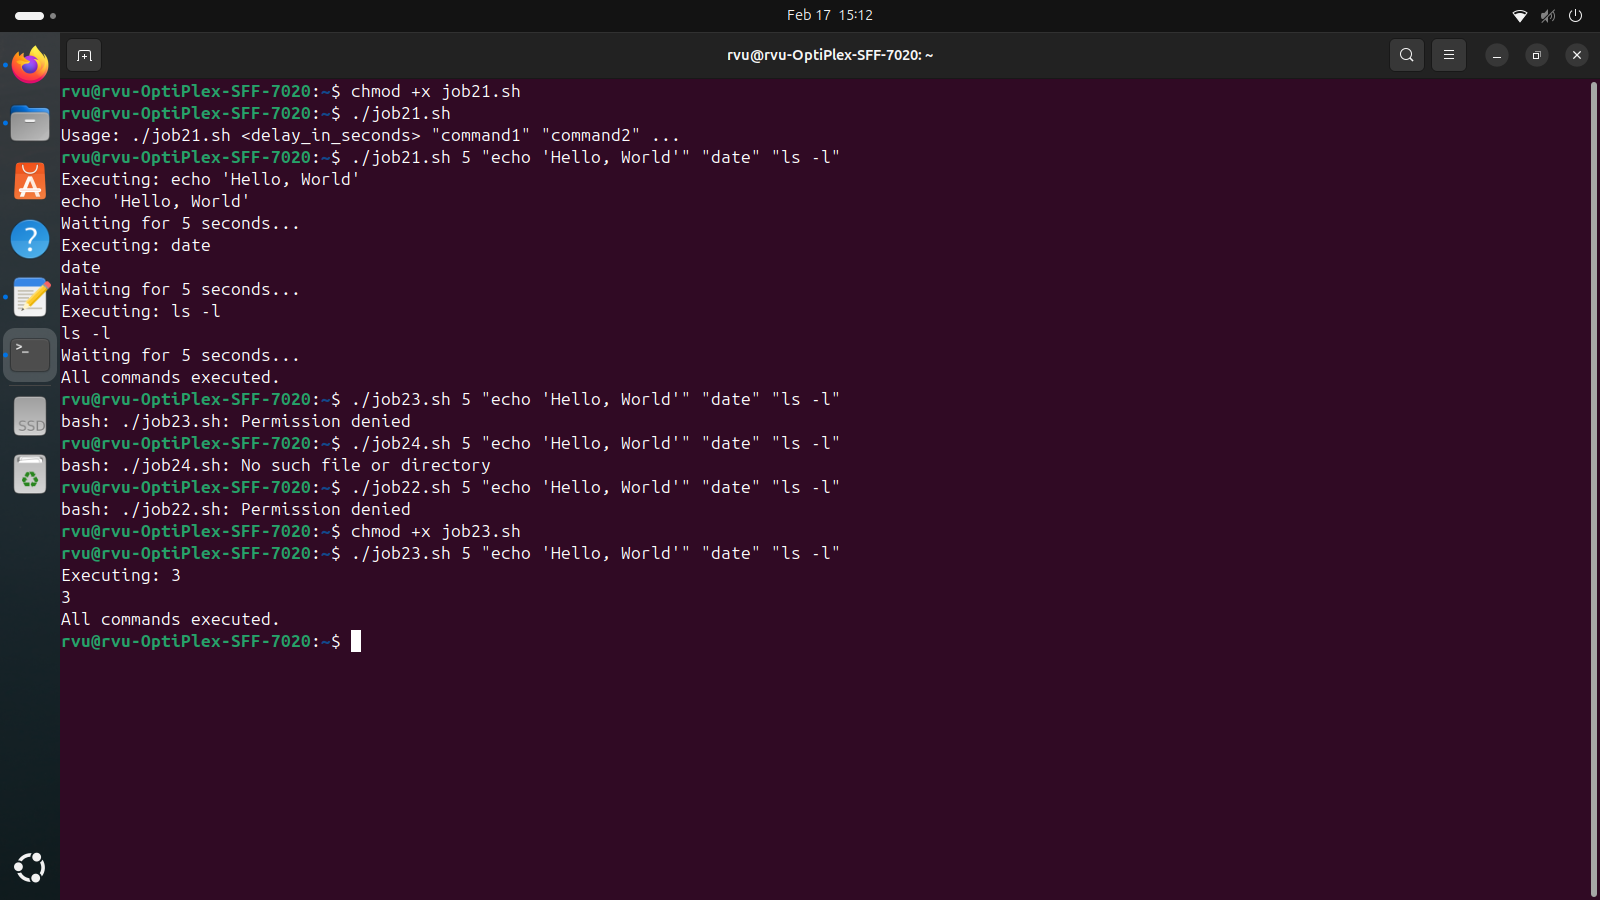 Feb 17 15:12
rvu@rvu-OptiPlex-SFF-7020: ~
rvu@rvu-OptiPlex-SFF-7020:~$ chmod +x job21.sh
rvu@rvu-OptiPlex-SFF-7020:~$ ./job21.sh
Usage: ./job21.sh <delay_in_seconds> "command1" "command2" ...
rvu@rvu-OptiPlex-SFF-7020:~$ ./job21.sh 5 "echo 'Hello, World'" "date" "ls -l"
Executing: echo 'Hello, World'
echo 'Hello, World'
Waiting for 5 seconds...
Executing: date
date
Waiting for 5 seconds...
Executing: ls -l
ls -l
Waiting for 5 seconds...
All commands executed.
rvu@rvu-OptiPlex-SFF-7020:~$ ./job23.sh 5 "echo 'Hello, World'" "date" "ls -l"
bash: ./job23.sh: Permission denied
rvu@rvu-OptiPlex-SFF-7020:~$ ./job24.sh 5 "echo 'Hello, World'" "date" "ls -l"
bash: ./job24.sh: No such file or directory
rvu@rvu-OptiPlex-SFF-7020:~$ ./job22.sh 5 "echo 'Hello, World'" "date" "ls -l"
bash: ./job22.sh: Permission denied
rvu@rvu-OptiPlex-SFF-7020:~$ chmod +x job23.sh
rvu@rvu-OptiPlex-SFF-7020:~$ ./job23.sh 5 "echo 'Hello, World'" "date" "ls -l"
Executing: 3
3
All commands executed.
rvu@rvu-OptiPlex-SFF-7020:~$
SSD